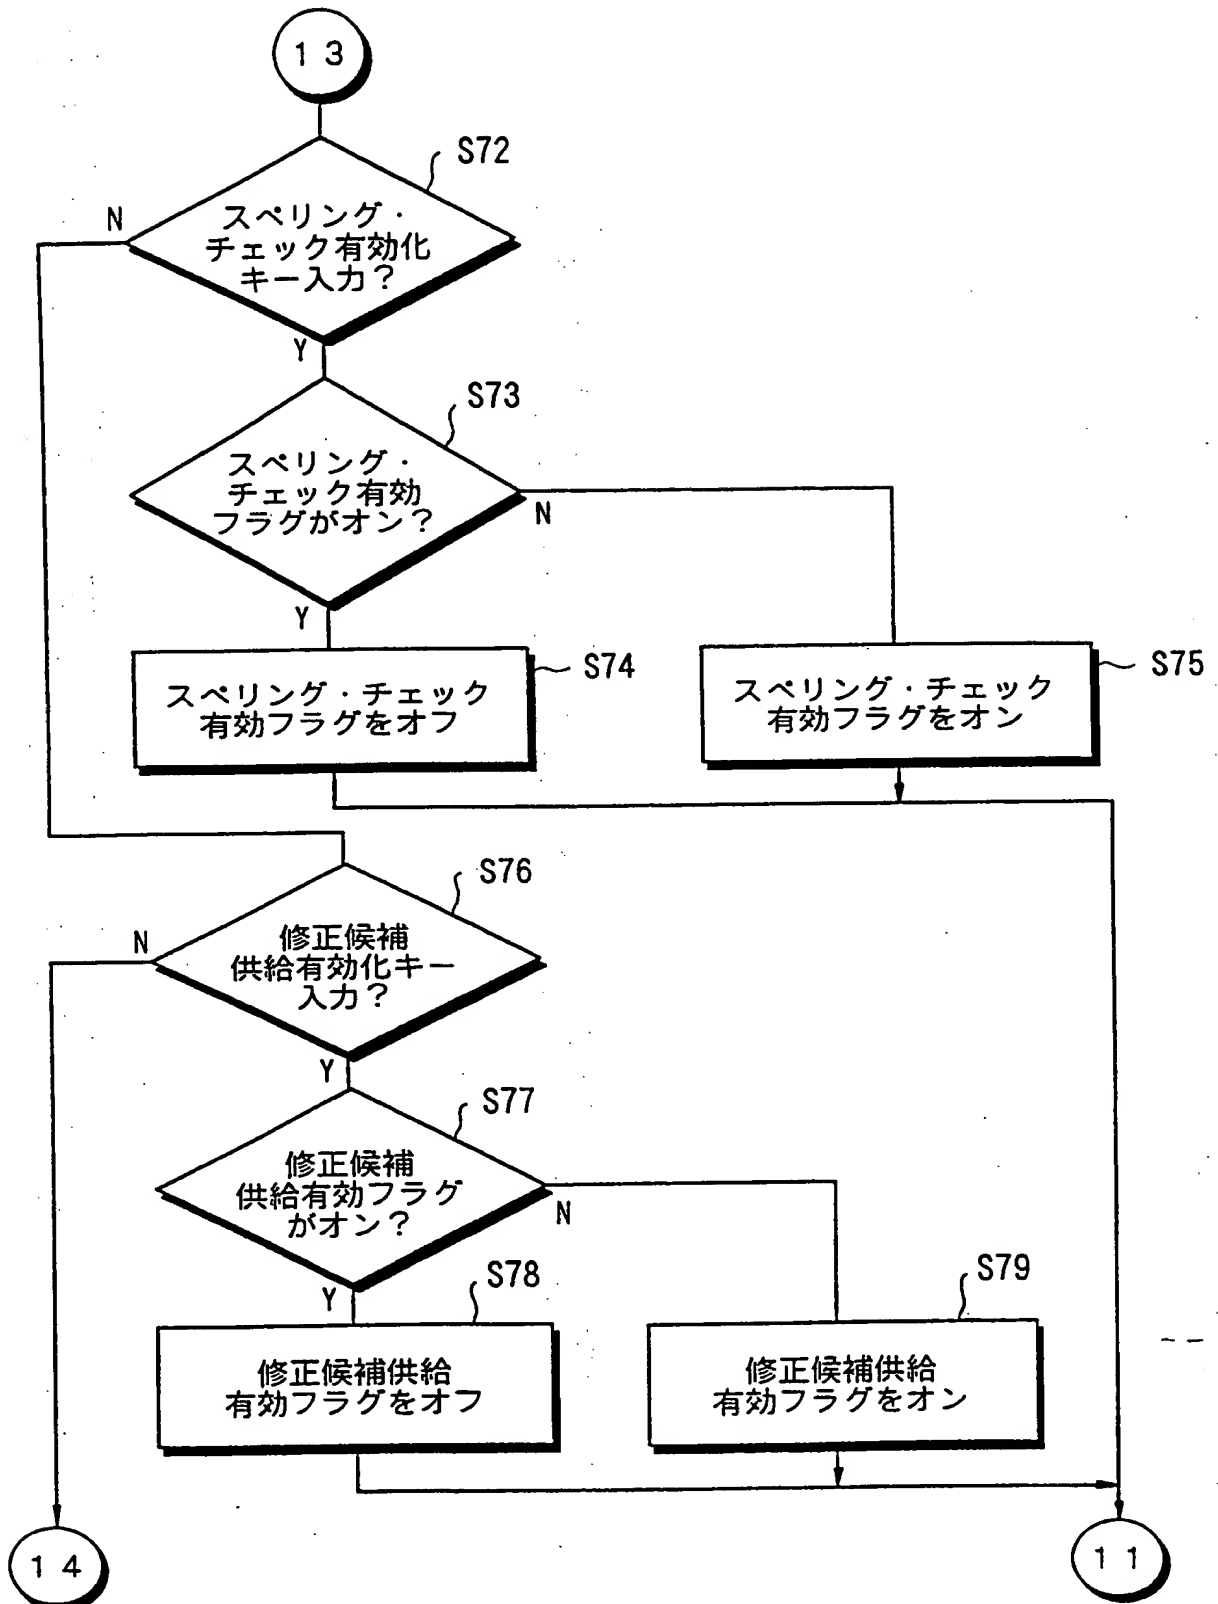 13
S72
N
スペリング・
チェック有効化
キー入力?
Y
S73
スペリング・
チェック有効
フラグがオン?
N
Y
S74
スペリング・チェック
有効フラグをオフ
S75
スペリング・チェック
有効フラグをオン
S76
N
修正候補
供給有効化キー
入力?
Y
S77
修正候補
供給有効フラグ
がオン?
N
Y
S78
修正候補供給
有効フラグをオフ
S79
修正候補供給
有効フラグをオン
14
11